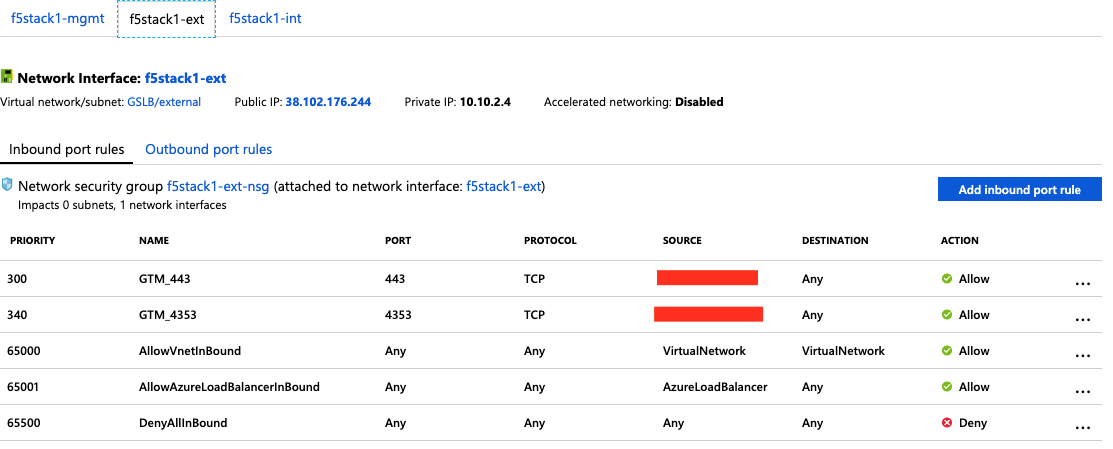 f5stack1-mgmt f5stack1-ext f5stack1-int
Network Interface: f5stack1-ext
Virtual network/subnet: GSLB/external Public IP: 38.102.176.244 Private IP: 10.10.2.4 Accelerated networking: Disabled
Inbound port rules Outbound port rules
Network security group f5stack1-ext-nsg (attached to network interface: f5stack1-ext)
Impacts 0 subnets, 1 network interfaces
Add inbound port rule
PRIORITY NAME PORT PROTOCOL SOURCE DESTINATION ACTION
300 GTM_443 443 TCP Any Allow ...
340 GTM_4353 4353 TCP Any Allow ...
65000 AllowVnetInBound Any Any VirtualNetwork VirtualNetwork Allow ...
65001 AllowAzureLoadBalancerInBound Any Any AzureLoadBalancer Any Allow ...
65500 DenyAllInBound Any Any Any Any Deny ...